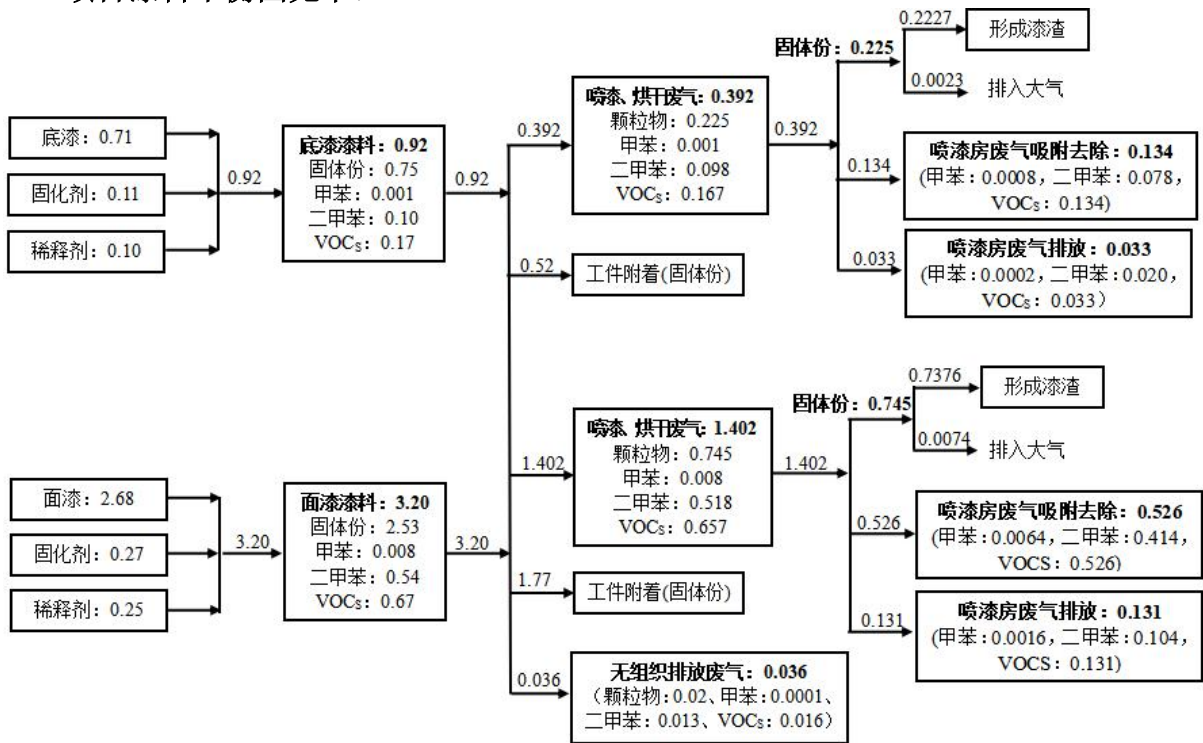 底漆：0.71
固化剂：0.11
稀释剂：0.10
0.92
底漆漆料：0.92
固体份：0.75
甲苯：0.001
二甲苯：0.10
VOCs：0.17
0.92
0.392
喷漆、烘干废气：0.392
颗粒物：0.225
甲苯：0.001
二甲苯：0.098
VOCs：0.167
0.392
固体份：0.225
0.2227
形成漆渣
0.0023
排入大气
0.134
喷漆房废气吸附去除：0.134
(甲苯：0.0008，二甲苯：0.078，
VOCs：0.134)
0.033
喷漆房废气排放：0.033
(甲苯：0.0002，二甲苯：0.020，
VOCs：0.033）
0.52
工件附着(固体份)
面漆：2.68
固化剂：0.27
稀释剂：0.25
3.20
面漆漆料：3.20
固体份：2.53
甲苯：0.008
二甲苯：0.54
VOCs：0.67
3.20
1.402
喷漆、烘干废气：1.402
颗粒物：0.745
甲苯：0.008
二甲苯：0.518
VOCs：0.657
1.402
固体份：0.745
0.7376
形成漆渣
0.0074
排入大气
0.526
喷漆房废气吸附去除：0.526
(甲苯：0.0064，二甲苯：0.414，
VOCS：0.526)
0.131
喷漆房废气排放：0.131
(甲苯：0.0016，二甲苯：0.104，
VOCS：0.131)
1.77
工件附着(固体份)
0.036
无组织排放废气：0.036
（颗粒物：0.02、甲苯：0.0001、
二甲苯：0.013、VOCs：0.016）